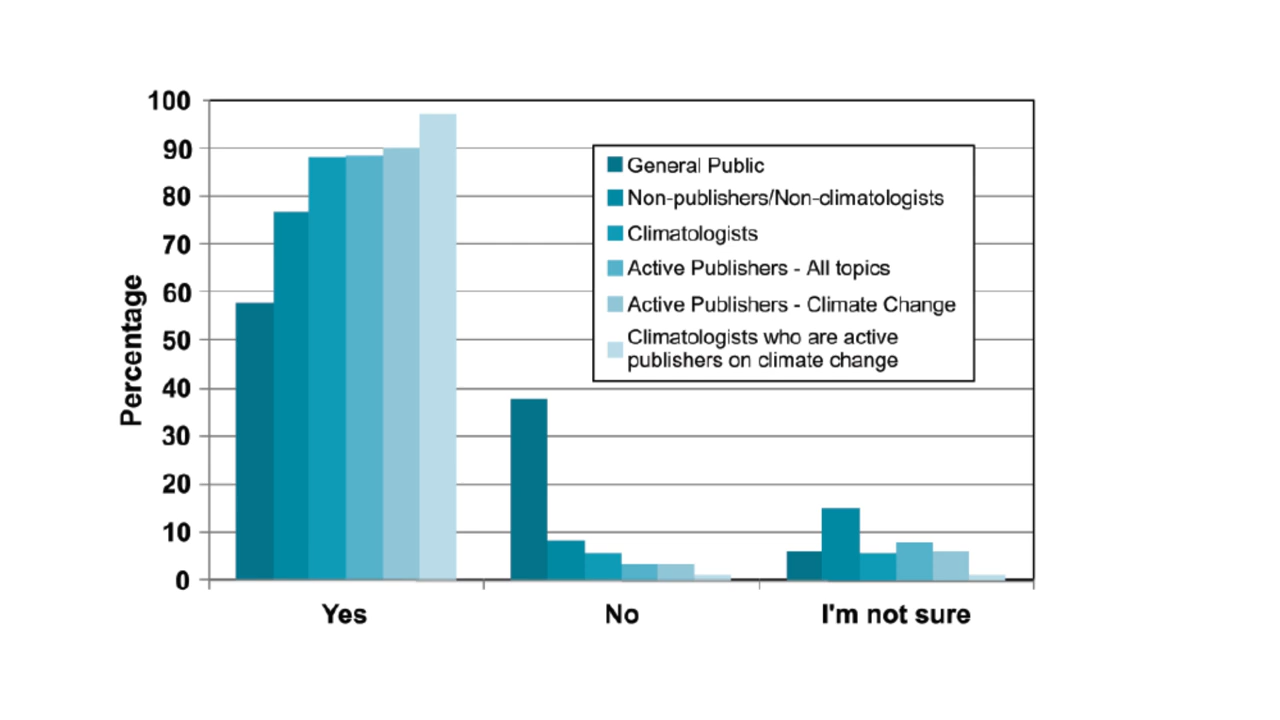 100
90
80
70
60
50
40
30
20
10
0
Percentage
General Public
Non-publishers/Non-climatologists
Climatologists
Active Publishers - All topics
Active Publishers - Climate Change
Climatologists who are active
publishers on climate change
Yes
No
I'm not sure